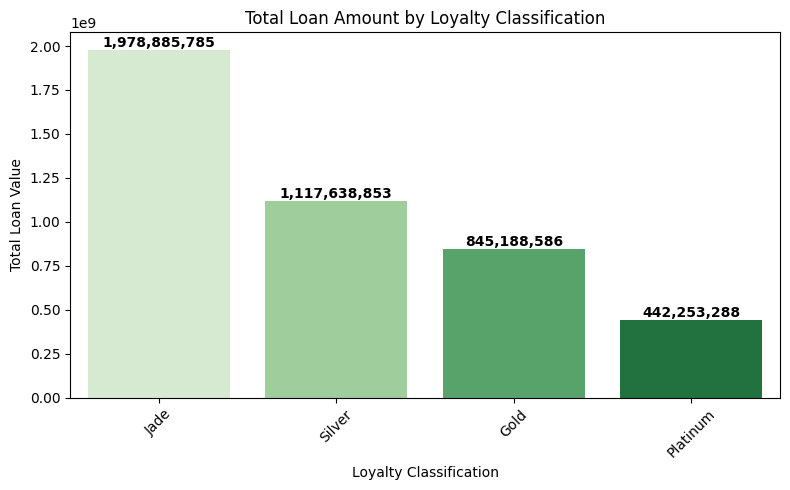 Total Loan Amount by Loyalty Classification
1e9
2.00
1.75
1.50
1.25
1.00
0.75
0.50
0.25
0.00
Total Loan Value
1,978,885,785
1,117,638,853
845,188,586
442,253,288
Jade
Silver
Gold
Platinum
Loyalty Classification